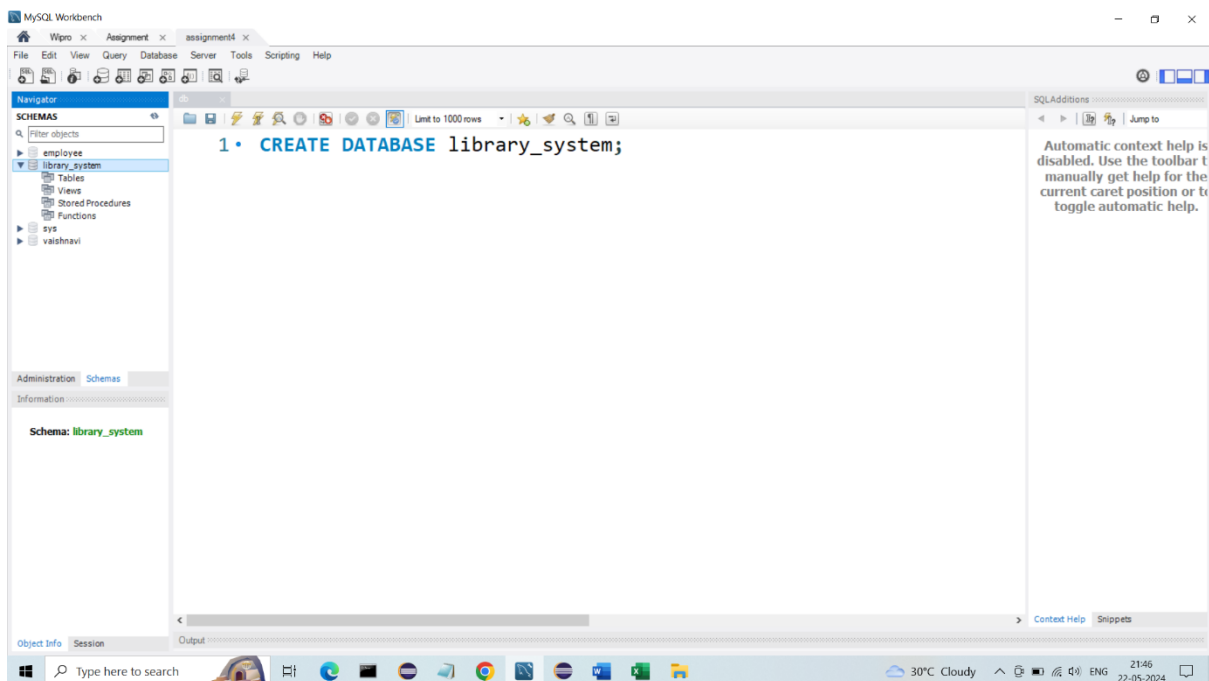 MySQL Workbench
Wipro × Assignment × assignment4 ×
File Edit View Query Database Server Tools Scripting Help
Navigator
SCHEMAS
Filter objects
employee
library_system
Tables
Views
Stored Procedures
Functions
sys
vaishnavi
Administration Schemas
Information
Schema: library_system
Object Info Session
db ×
Limit to 1000 rows
1 • CREATE DATABASE library_system;
Output
SQLAdditions
Jump to
Automatic context help is
disabled. Use the toolbar t
manually get help for the
current caret position or to
toggle automatic help.
Context Help Snippets
Type here to search
30°C Cloudy
ENG
21:46
22-05-2024